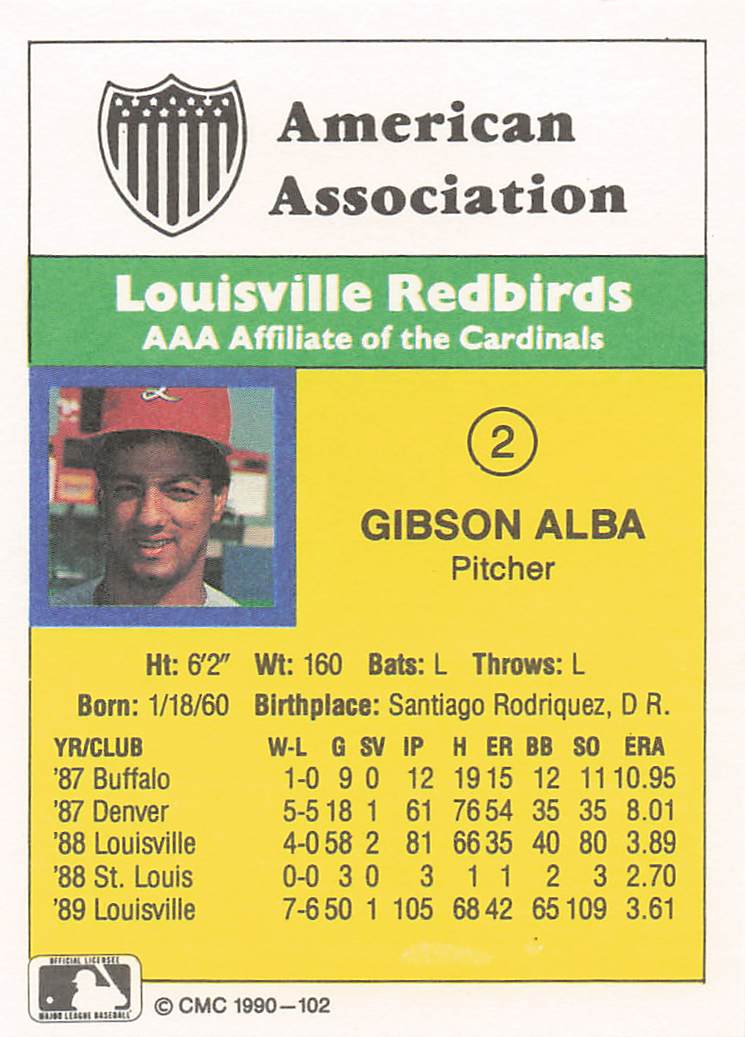 American
Association
Louisville Redbirds
AAA Affiliate of the Cardinals
2
GIBSON ALBA
Pitcher
Ht: 6'2" Wt: 160 Bats: L Throws: L
Born: 1/18/60 Birthplace: Santiago Rodriquez, D R.
YR/CLUB W-L G SV IP H ER BB SO ERA
'87 Buffalo 1-0 9 0 12 19 15 12 11 10.95
'87 Denver 5-5 18 1 61 76 54 35 35 8.01
'88 Louisville 4-0 58 2 81 66 35 40 80 3.89
'88 St. Louis 0-0 3 0 3 1 1 2 3 2.70
'89 Louisville 7-6 50 1 105 68 42 65 109 3.61
OFFICIAL LICENSEE
MAJOR LEAGUE BASEBALL
© CMC 1990—102